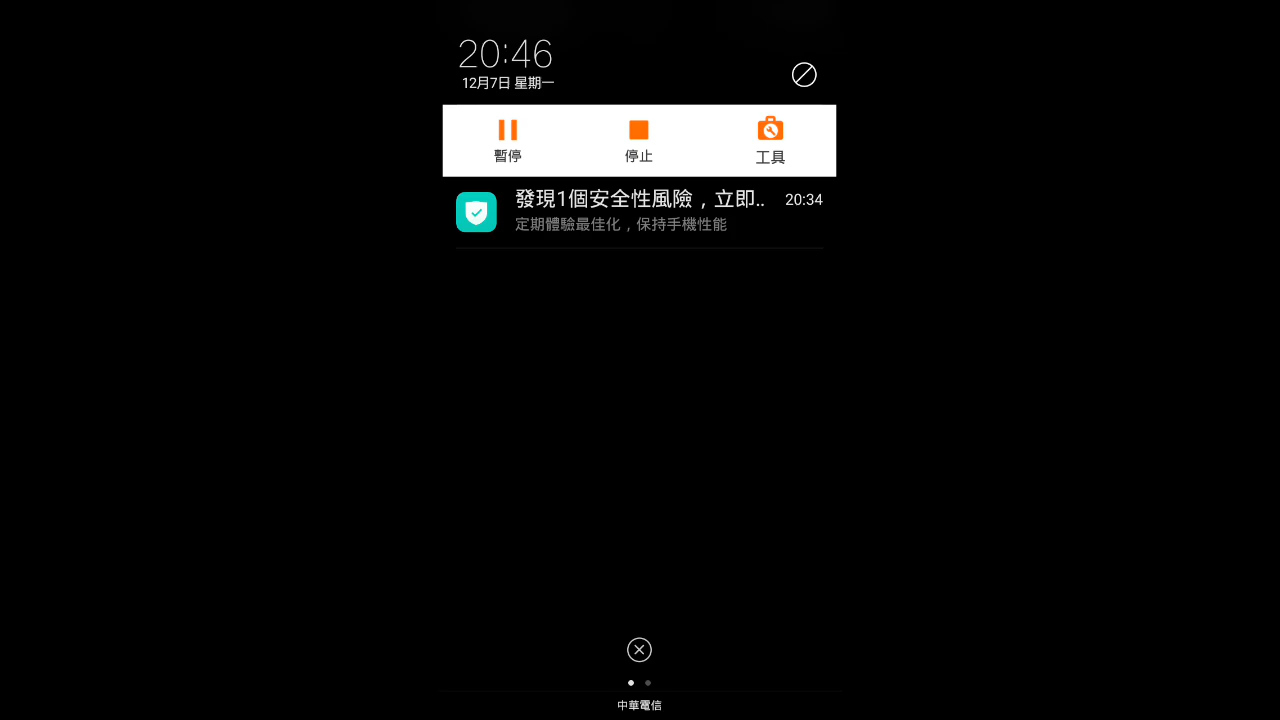 20:46
12月7日 星期一
暫停
停止
工具
發現1個安全性風險，立即..
20:34
定期體驗最佳化，保持手機性能
中華電信